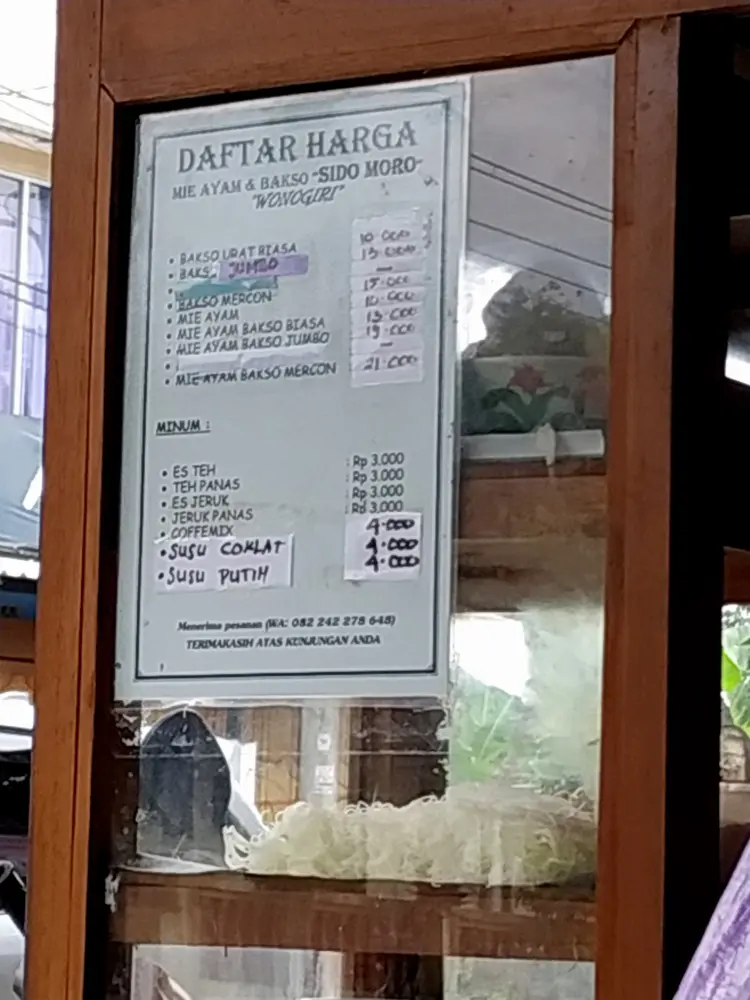 DAFTAR HARGA
MIE AYAM & BAKSO "SIDO MORO"
"WONOGIRI"
• BAKSO URAT BIASA 10.000
• BAKS JUMBO 13.000
• —
• BAKSO MERCON 15.000
• MIE AYAM 10.000
• MIE AYAM BAKSO BIASA 13.000
• MIE AYAM BAKSO JUMBO 19.000
• —
• MIE AYAM BAKSO MERCON 21.000
MINUM :
• ES TEH : Rp 3.000
• TEH PANAS : Rp 3.000
• ES JERUK : Rp 3.000
• JERUK PANAS : Rp 3.000
• COFFEMIX 4.000
• SUSU COKLAT 4.000
• SUSU PUTIH 4.000
Menerima pesanan (WA: 082 242 278 648)
TERIMAKASIH ATAS KUNJUNGAN ANDA